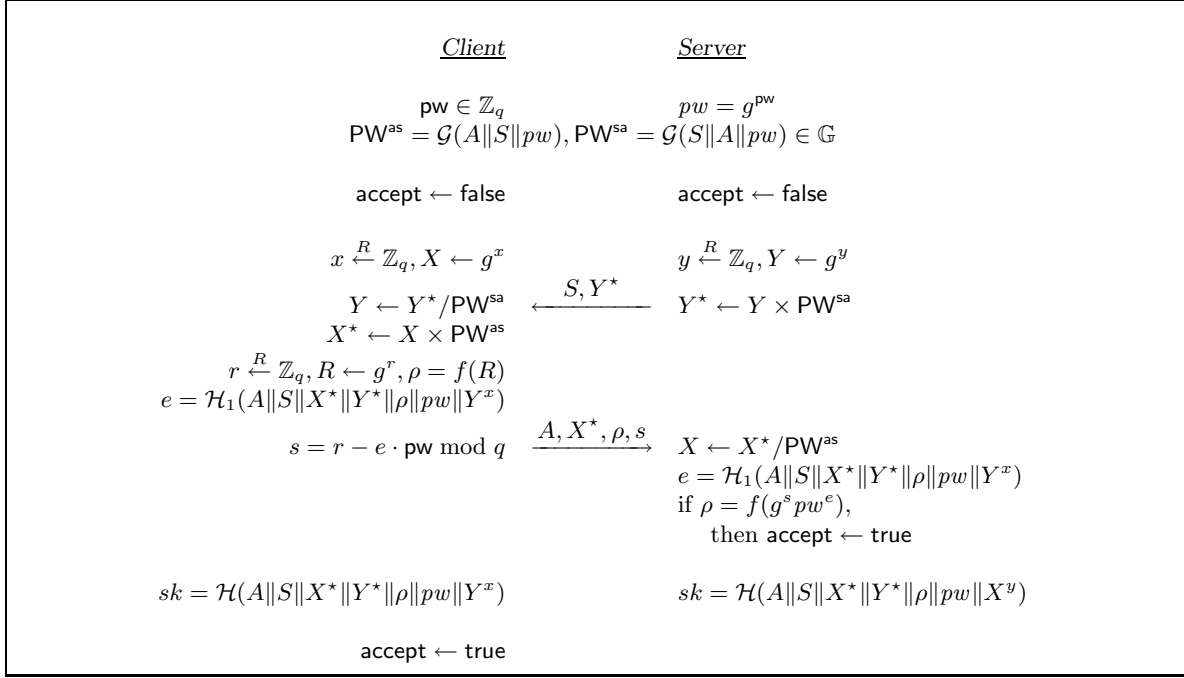 Client Server
pw ∈ ℤ_q pw = g^pw
PW^as = 𝒢(A‖S‖pw), PW^sa = 𝒢(S‖A‖pw) ∈ 𝔾
accept ← false accept ← false
x ←^R ℤ_q, X ← g^x y ←^R ℤ_q, Y ← g^y
Y ← Y^⋆/PW^sa ←^{S, Y^⋆} Y^⋆ ← Y × PW^sa
X^⋆ ← X × PW^as
r ←^R ℤ_q, R ← g^r, ρ = f(R)
e = ℋ_1(A‖S‖X^⋆‖Y^⋆‖ρ‖pw‖Y^x)
s = r − e · pw mod q →^{A, X^⋆, ρ, s} X ← X^⋆/PW^as
e = ℋ_1(A‖S‖X^⋆‖Y^⋆‖ρ‖pw‖Y^x)
if ρ = f(g^s pw^e),
then accept ← true
sk = ℋ(A‖S‖X^⋆‖Y^⋆‖ρ‖pw‖Y^x) sk = ℋ(A‖S‖X^⋆‖Y^⋆‖ρ‖pw‖X^y)
accept ← true